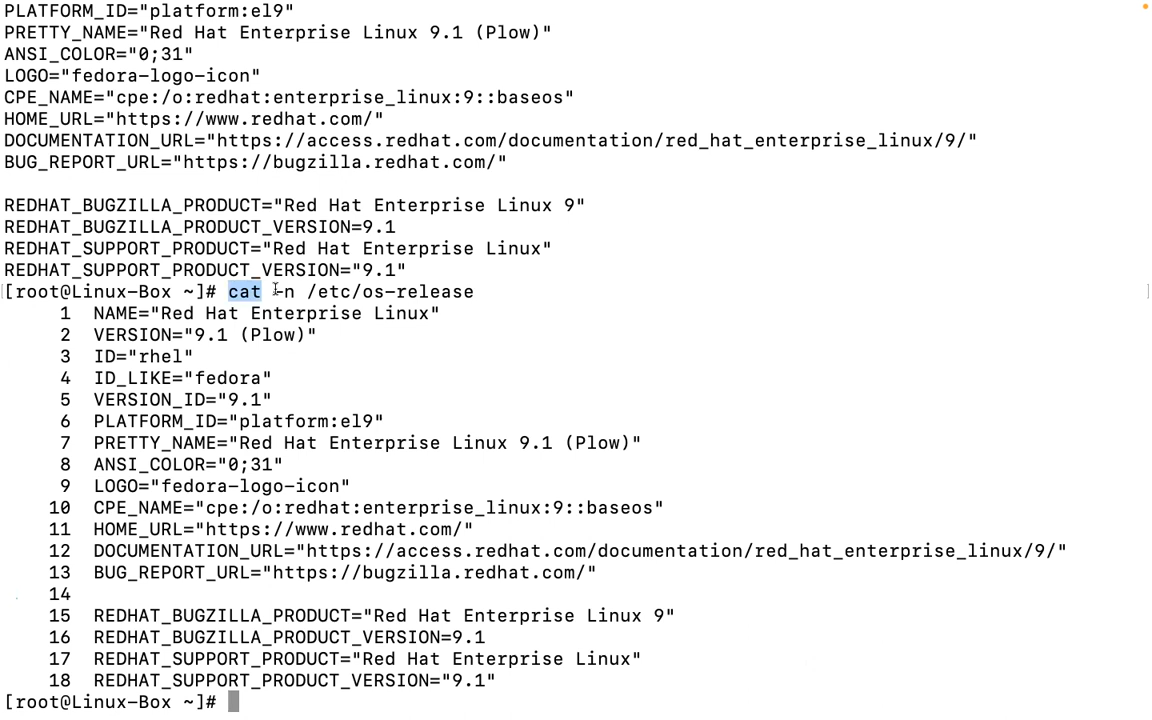 PLATFORM_ID="platform:el9"
PRETTY_NAME="Red Hat Enterprise Linux 9.1 (Plow)"
ANSI_COLOR="0;31"
LOGO="fedora-logo-icon"
CPE_NAME="cpe:/o:redhat:enterprise_linux:9::baseos"
HOME_URL="https://www.redhat.com/"
DOCUMENTATION_URL="https://access.redhat.com/documentation/red_hat_enterprise_linux/9/"
BUG_REPORT_URL="https://bugzilla.redhat.com/"

REDHAT_BUGZILLA_PRODUCT="Red Hat Enterprise Linux 9"
REDHAT_BUGZILLA_PRODUCT_VERSION=9.1
REDHAT_SUPPORT_PRODUCT="Red Hat Enterprise Linux"
REDHAT_SUPPORT_PRODUCT_VERSION="9.1"
[root@Linux-Box ~]# cat -n /etc/os-release
1 NAME="Red Hat Enterprise Linux"
2 VERSION="9.1 (Plow)"
3 ID="rhel"
4 ID_LIKE="fedora"
5 VERSION_ID="9.1"
6 PLATFORM_ID="platform:el9"
7 PRETTY_NAME="Red Hat Enterprise Linux 9.1 (Plow)"
8 ANSI_COLOR="0;31"
9 LOGO="fedora-logo-icon"
10 CPE_NAME="cpe:/o:redhat:enterprise_linux:9::baseos"
11 HOME_URL="https://www.redhat.com/"
12 DOCUMENTATION_URL="https://access.redhat.com/documentation/red_hat_enterprise_linux/9/"
13 BUG_REPORT_URL="https://bugzilla.redhat.com/"
14
15 REDHAT_BUGZILLA_PRODUCT="Red Hat Enterprise Linux 9"
16 REDHAT_BUGZILLA_PRODUCT_VERSION=9.1
17 REDHAT_SUPPORT_PRODUCT="Red Hat Enterprise Linux"
18 REDHAT_SUPPORT_PRODUCT_VERSION="9.1"
[root@Linux-Box ~]#